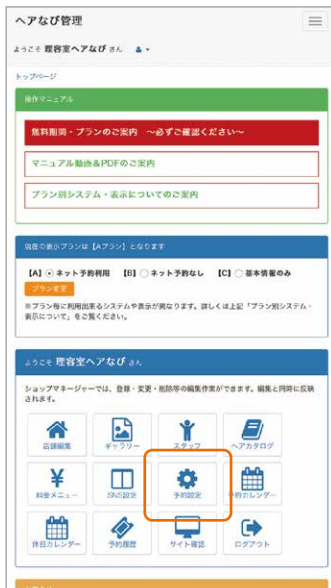 ヘアなび管理
ようこそ 理容室ヘアなび さん
トップページ
操作マニュアル
無料期間・プランのご案内 ～必ずご確認ください～
マニュアル動画&PDFのご案内
プラン別システム・表示についてのご案内
現在の表示プランは【Aプラン】となります
【A】 ネット予約利用 【B】 ネット予約なし 【C】 基本情報のみ
プラン変更
※プラン毎に利用出来るシステムや表示が異なります。詳しくは上記「プラン別システム・
表示について」をご覧ください。
ようこそ 理容室ヘアなび さん
ショップマネージャーでは、登録・変更・削除等の編集作業ができます。編集と同時に反映
されます。
店舗編集 ギャラリー スタッフ ヘアカタログ
料金メニュー SNS設定 予約設定 予約カレンダー
休日カレンダー 予約履歴 サイト確認 ログアウト